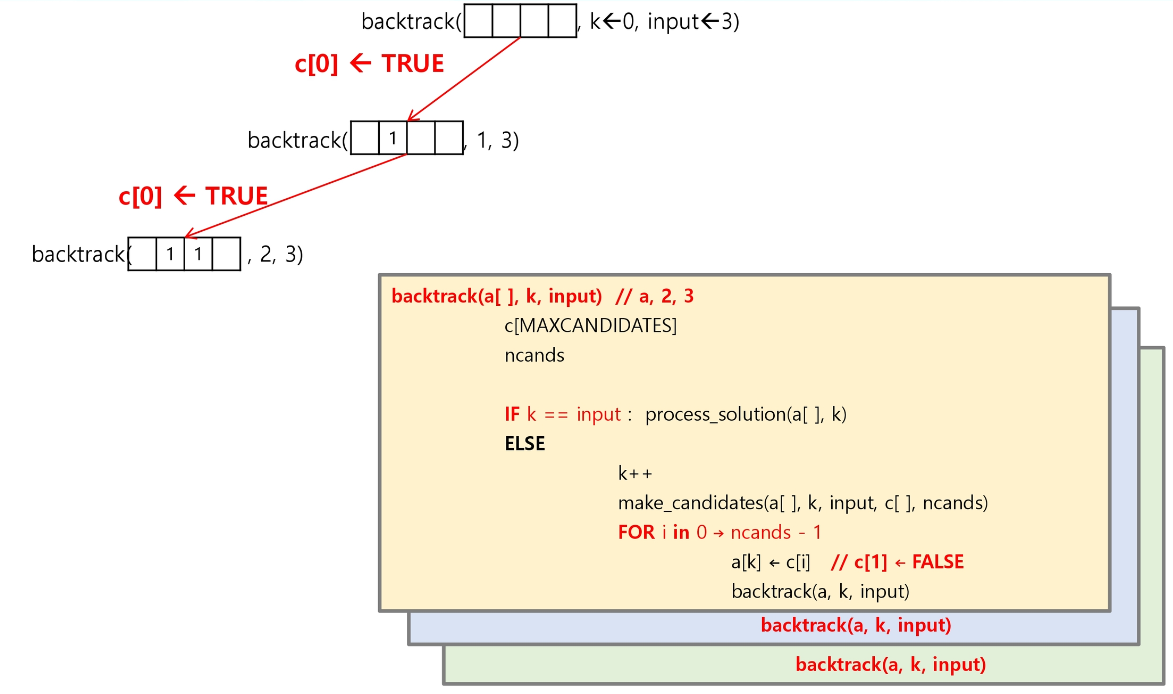 backtrack( , k←0, input←3)
c[0] ← TRUE
backtrack( 1 , 1, 3)
c[0] ← TRUE
backtrack( 1 1 , 2, 3)
backtrack(a[ ], k, input) // a, 2, 3
c[MAXCANDIDATES]
ncands
IF k == input : process_solution(a[ ], k)
ELSE
k++
make_candidates(a[ ], k, input, c[ ], ncands)
FOR i in 0 → ncands - 1
a[k] ← c[i] // c[1] ← FALSE
backtrack(a, k, input)
backtrack(a, k, input)
backtrack(a, k, input)